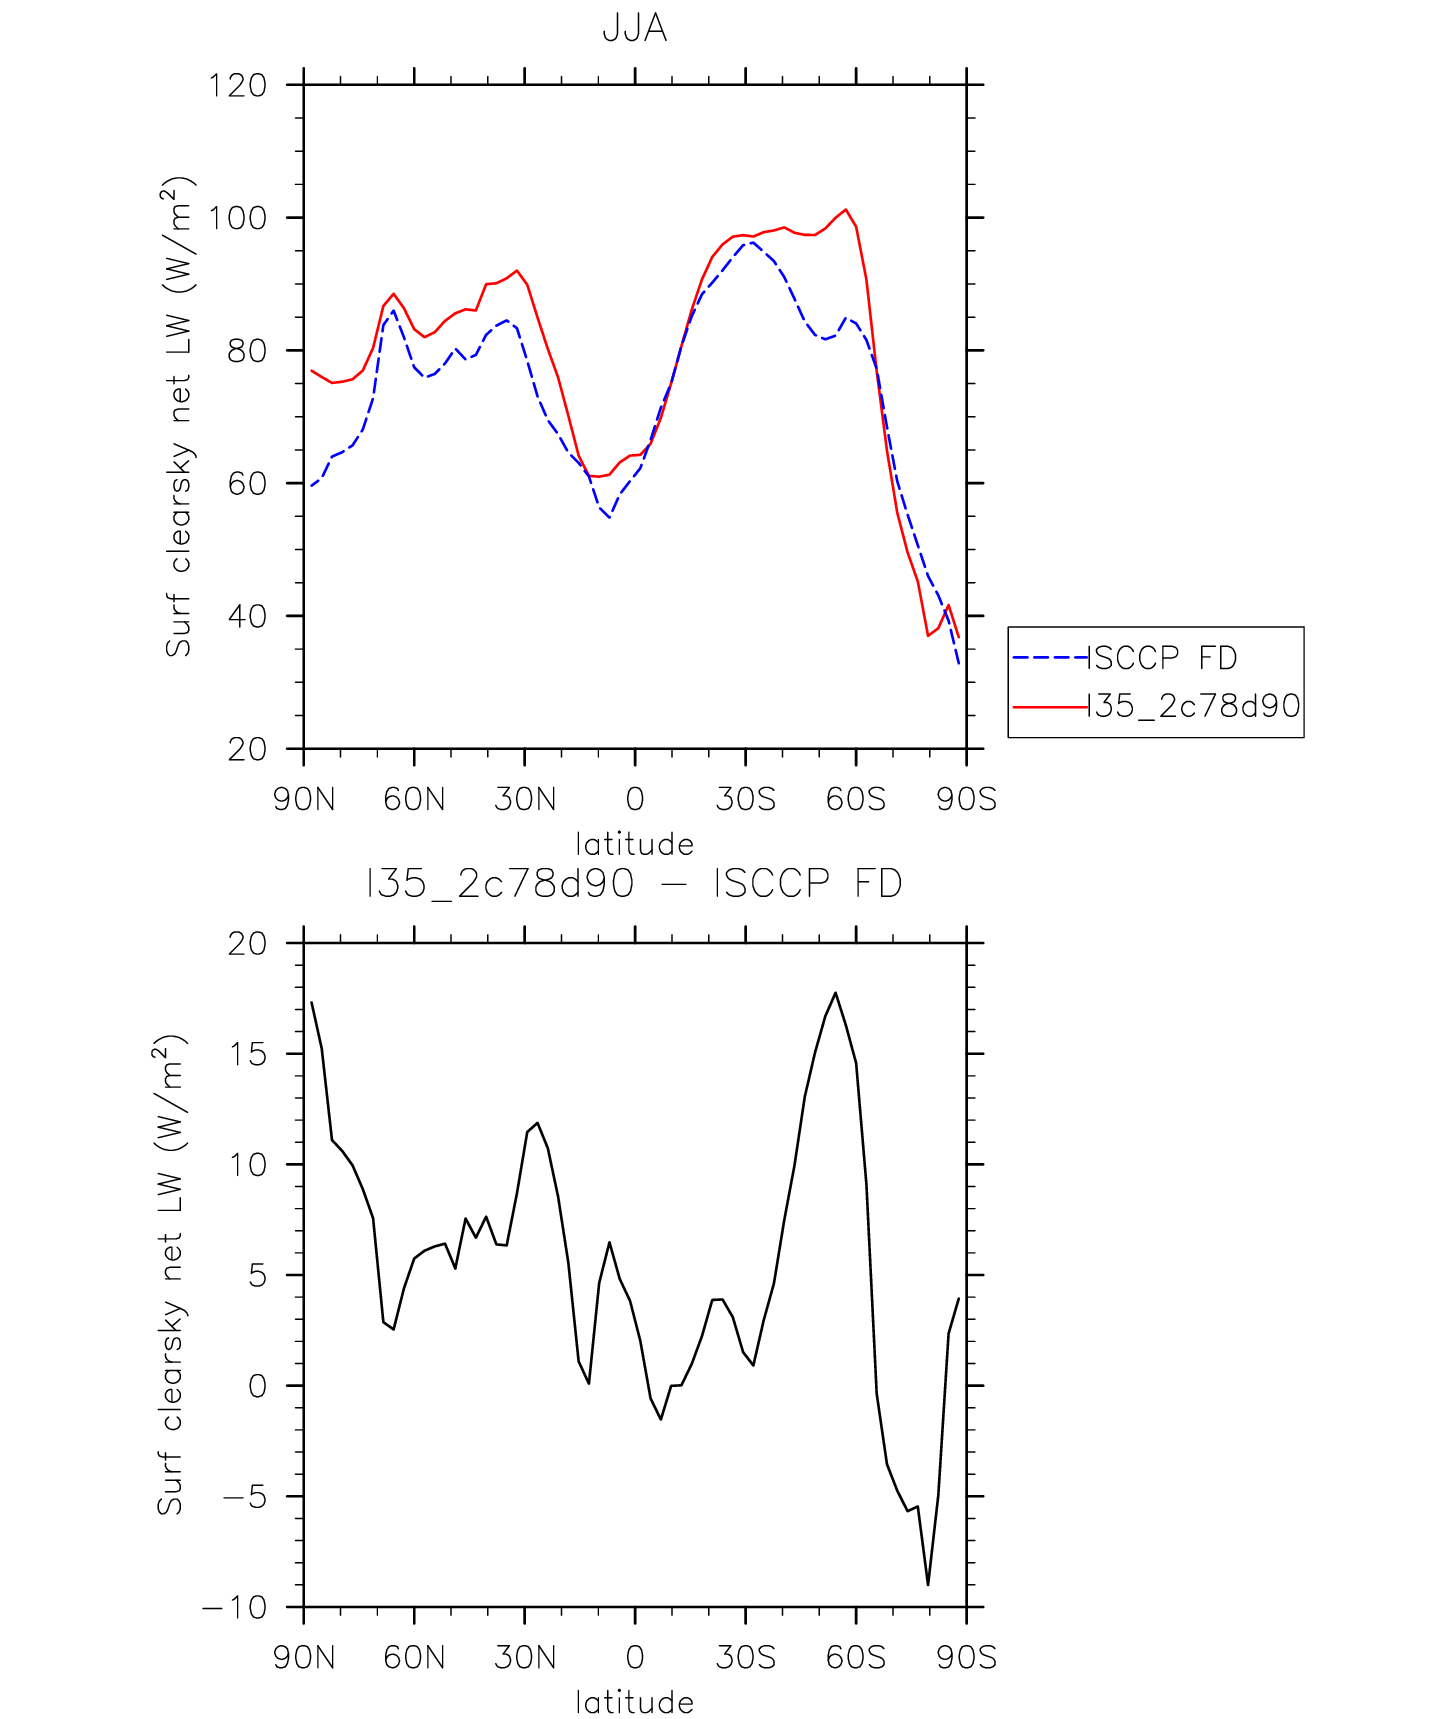 JJA
120
100
80
60
40
20
Surf clearsky net LW (W/m²)
90N 60N 30N 0 30S 60S 90S
latitude
ISCCP FD
I35_2c78d90
I35_2c78d90 − ISCCP FD
20
15
10
5
0
−5
−10
Surf clearsky net LW (W/m²)
90N 60N 30N 0 30S 60S 90S
latitude